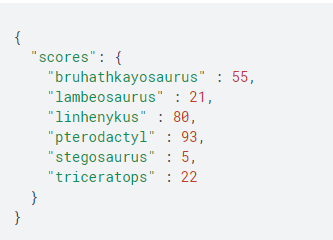 {
  "scores": {
    "bruhathkayosaurus" : 55,
    "lambeosaurus" : 21,
    "linhenykus" : 80,
    "pterodactyl" : 93,
    "stegosaurus" : 5,
    "triceratops" : 22
  }
}